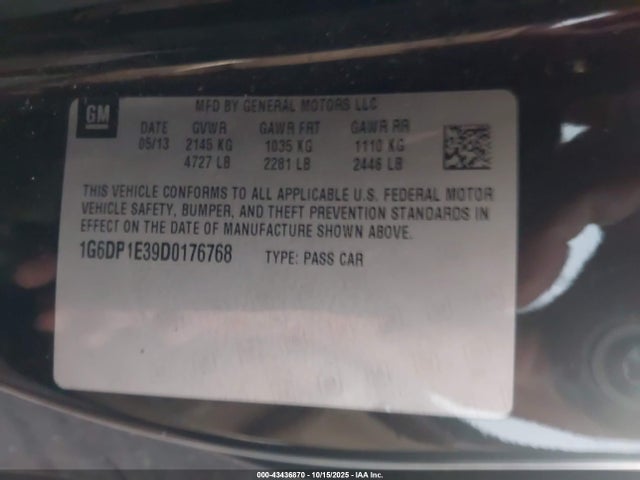 GM
MFD BY GENERAL MOTORS LLC
DATE GVWR GAWR FRT GAWR RR
05/13 2145 KG 1035 KG 1110 KG
4727 LB 2281 LB 2446 LB
THIS VEHICLE CONFORMS TO ALL APPLICABLE U.S. FEDERAL MOTOR
VEHICLE SAFETY, BUMPER, AND THEFT PREVENTION STANDARDS IN
EFFECT ON THE DATE OF MANUFACTURE SHOWN ABOVE.
1G6DP1E39D0176768 TYPE: PASS CAR
000-43436870 - 10/15/2025 - IAA Inc.